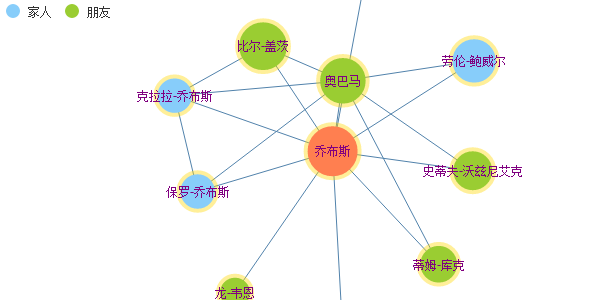 家人
朋友
比尔-盖茨
劳伦-鲍威尔
奥巴马
克拉拉-乔布斯
乔布斯
史蒂夫-沃兹尼艾克
保罗-乔布斯
蒂姆-库克
龙-韦恩